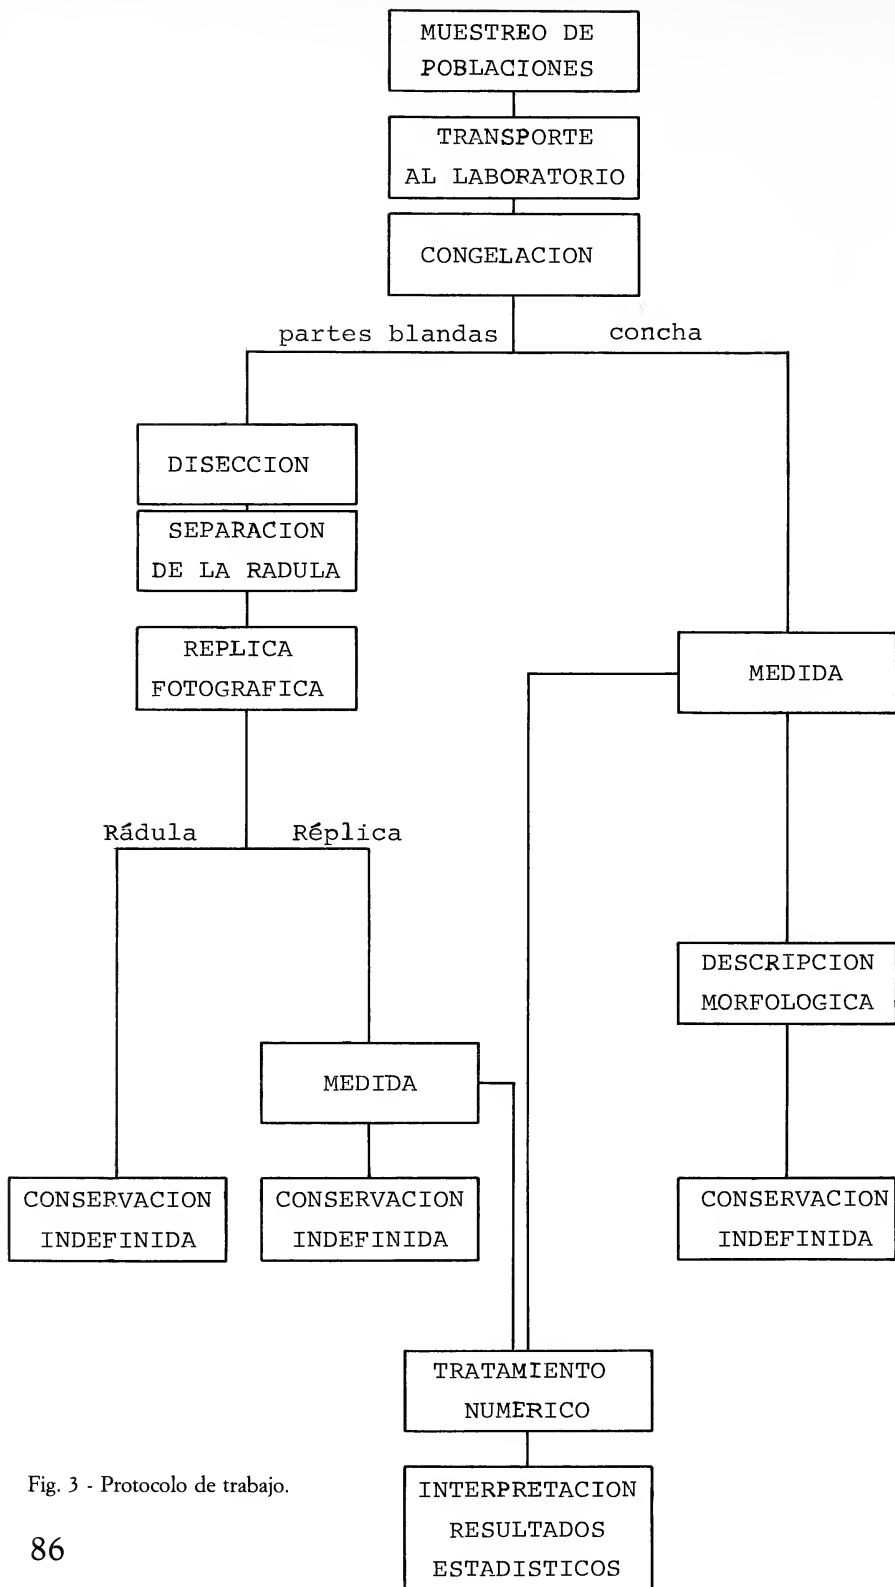 MUESTREO DE
POBLACIONES
TRANSPORTE
AL LABORATORIO
CONGELACION
partes blandas
concha
DISECCION
SEPARACION
DE LA RADULA
REPLICA
FOTOGRAFICA
MEDIDA
Rádula
Réplica
DESCRIPCION
MORFOLOGICA
MEDIDA
CONSERVACION
INDEFINIDA
CONSERVACION
INDEFINIDA
CONSERVACION
INDEFINIDA
TRATAMIENTO
NUMERICO
INTERPRETACION
RESULTADOS
ESTADISTICOS
Fig. 3 - Protocolo de trabajo.
86